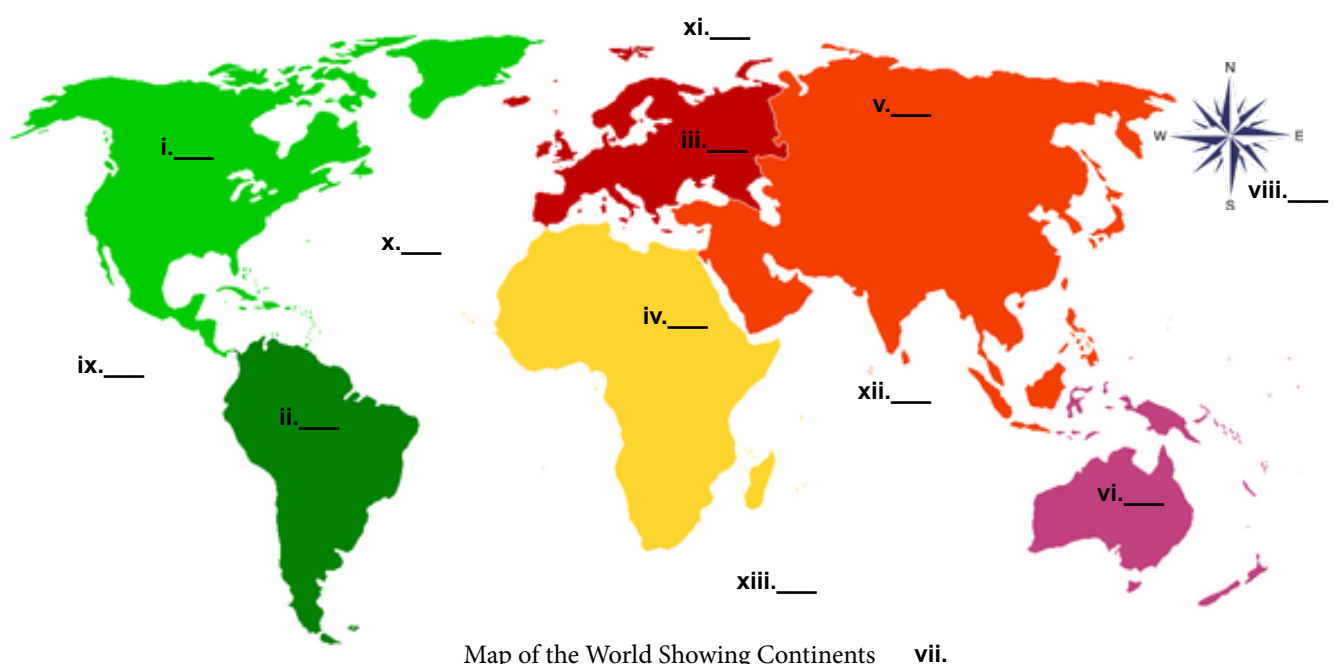 xi.___
N
v.___
i.___
iii.___
W
E
viii.___
S
x.___
iv.___
ix.___
xii.___
ii.___
vi.___
xiii.___
Map of the World Showing Continents vii.